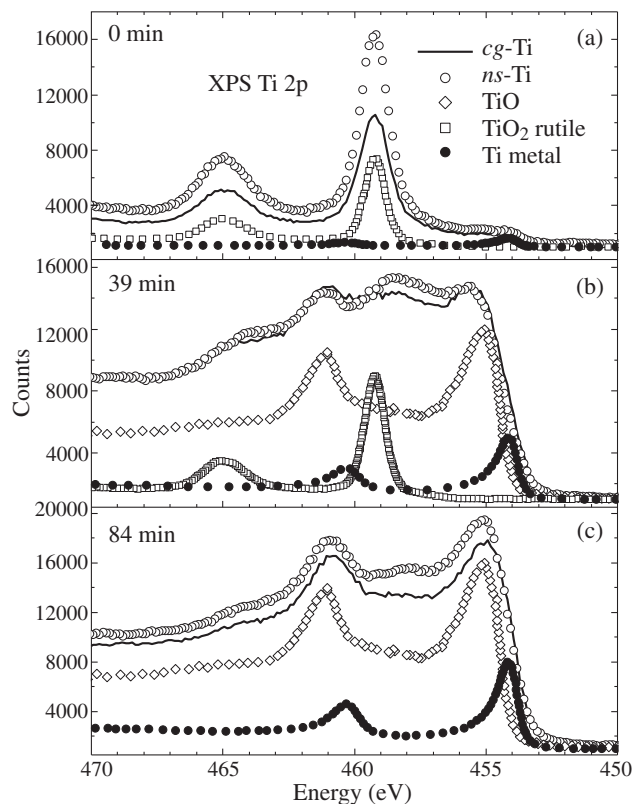 16000
12000
8000
4000
0 min
(a)
XPS Ti 2p
cg-Ti
ns-Ti
TiO
TiO₂ rutile
Ti metal
16000
12000
8000
4000
39 min
(b)
Counts
20000
16000
12000
8000
4000
84 min
(c)
470 465 460 455 450
Energy (eV)